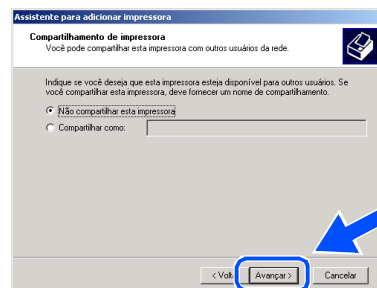 Assistente para adicionar impressora
Compartilhamento de impressora
Você pode compartilhar esta impressora com outros usuários da rede.
Indique se você deseja que esta impressora esteja disponível para outros usuários. Se
você compartilhar esta impressora, deve fornecer um nome de compartilhamento.
Não compartilhar esta impressora
Compartilhar como:
< Volt Avançar > Cancelar